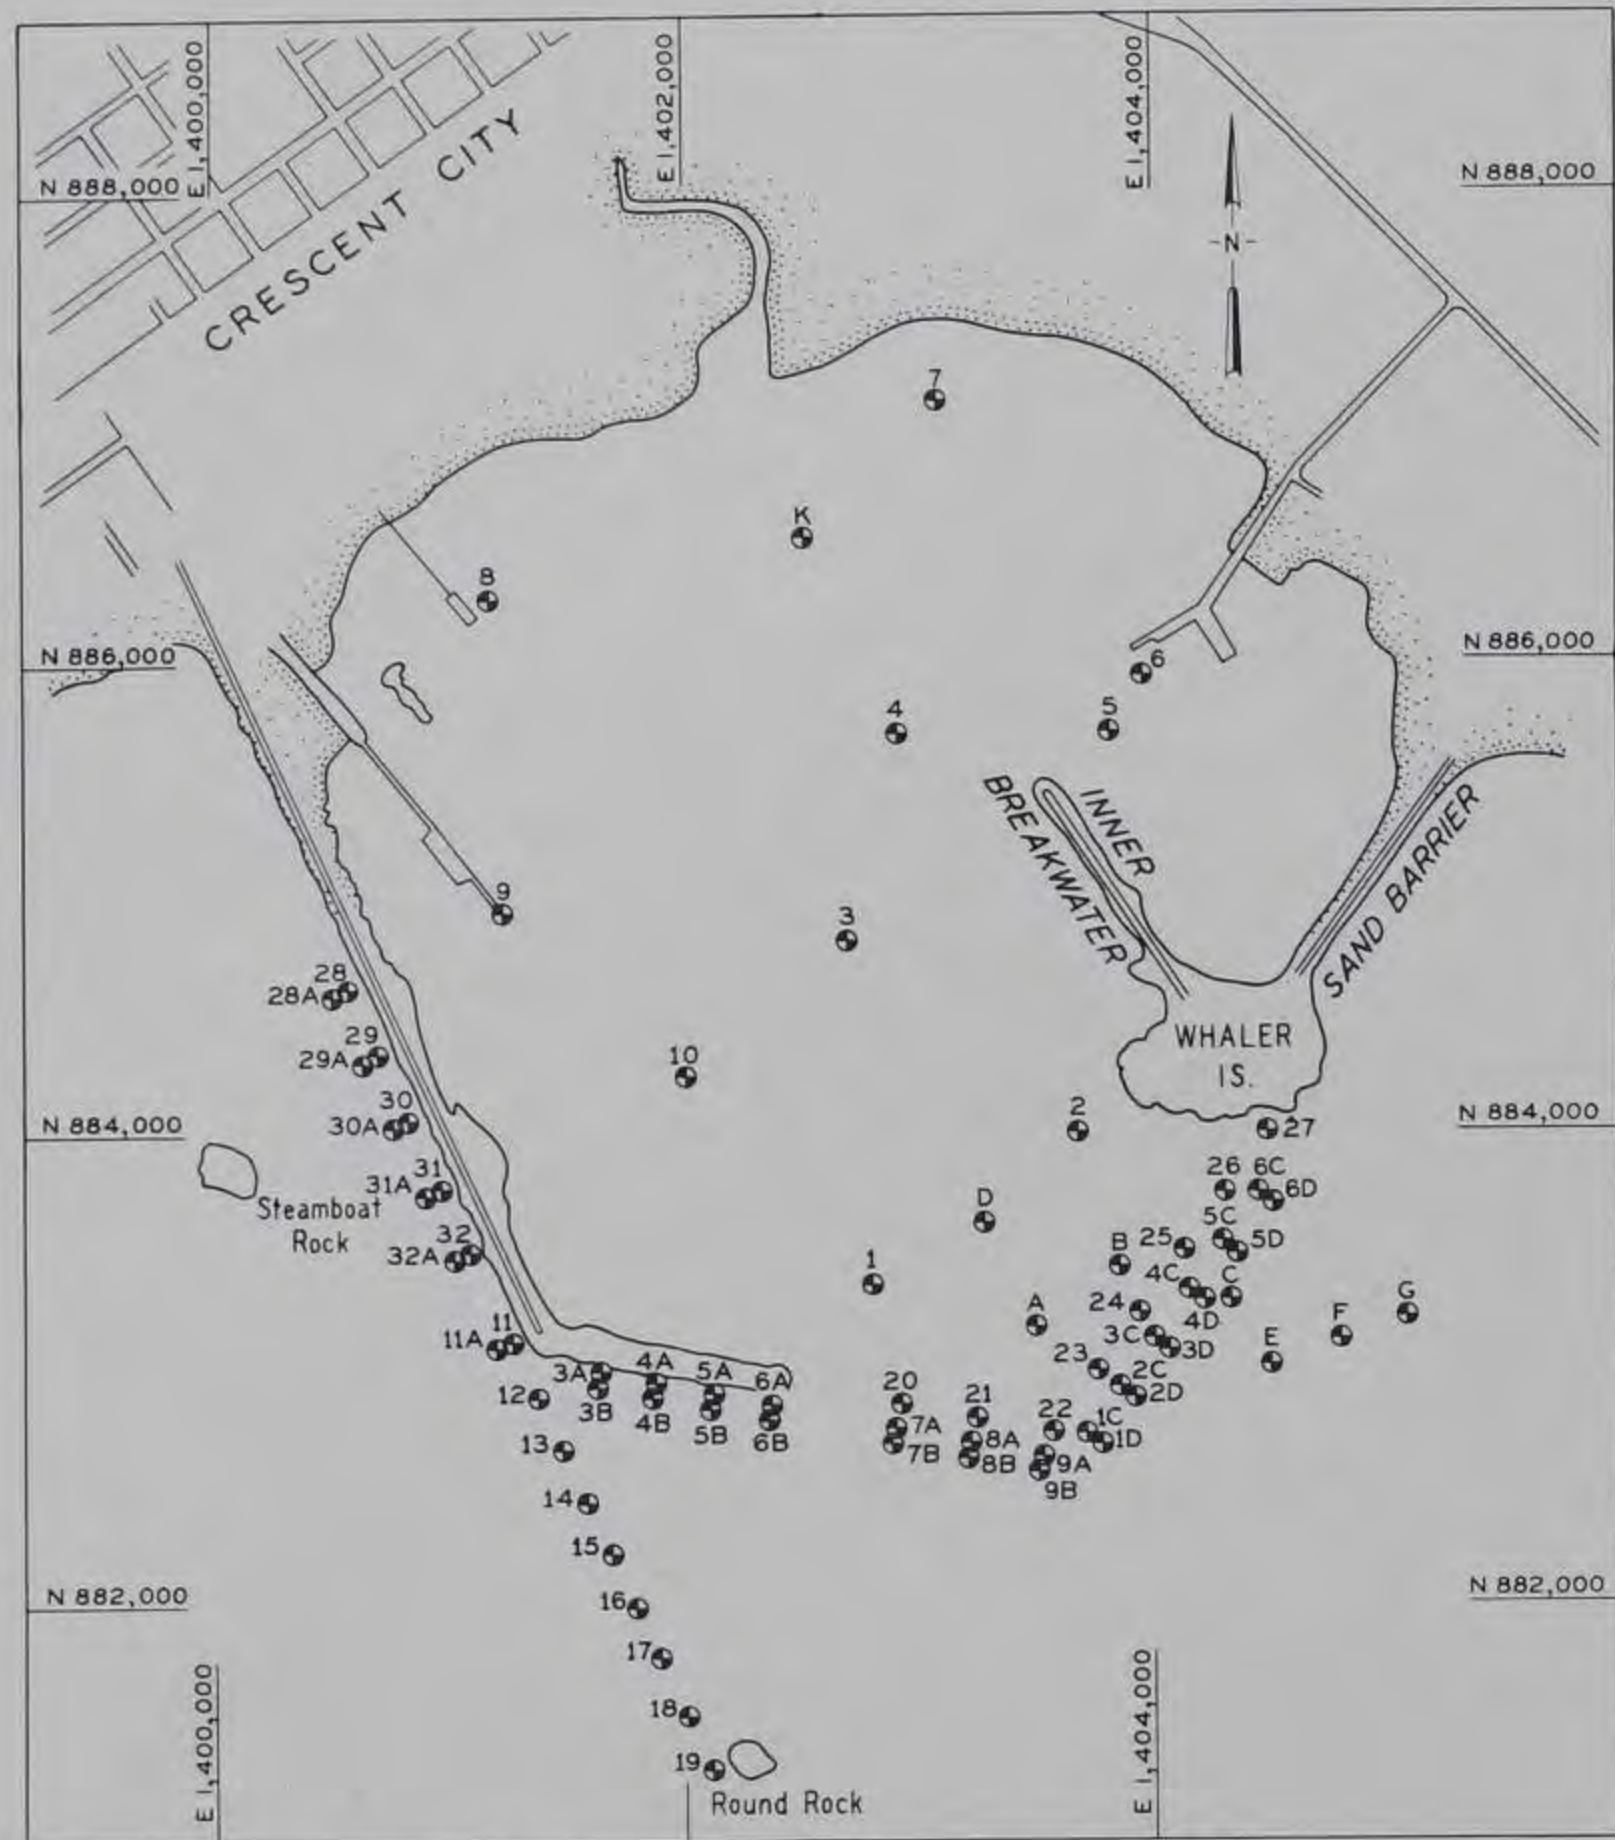 E 1,400,000
E 1,402,000
E 1,404,000
N 888,000
N 888,000
CRESCENT CITY
N
7
K
8
N 886,000
N 886,000
6
5
4
INNER
BREAKWATER
SAND BARRIER
9
3
28
28A
WHALER
IS.
29
29A
10
30
30A
N 884,000
N 884,000
2
27
31
31A
Steamboat
Rock
26
6C
6D
D
5C
25
5D
32
32A
B
1
4C
C
4D
24
G
A
F
3C
3D
11
11A
E
23
3A
4A
5A
6A
2C
2D
12
3B
4B
5B
6B
20
21
7A
22
1C
1D
13
7B
8A
8B
9A
9B
14
15
16
N 882,000
N 882,000
17
18
19
Round Rock
E 1,400,000
E 1,404,000